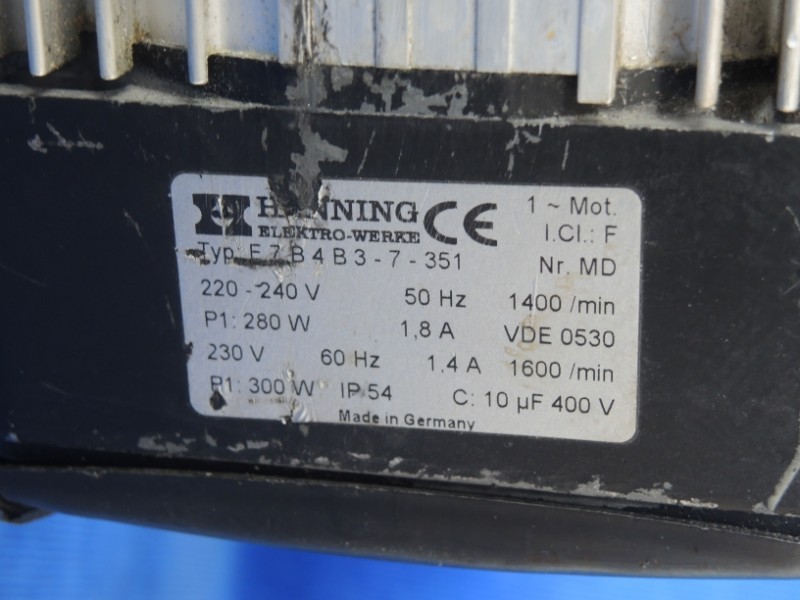 HANNING
ELEKTRO-WERKE
CE
1 ~ Mot.
I.Cl.: F
Typ: E 7 B 4 B 3 - 7 - 351
Nr. MD
220 - 240 V 50 Hz 1400 /min
P1: 280 W 1,8 A VDE 0530
230 V 60 Hz 1,4 A 1600 /min
P1: 300 W IP 54 C: 10 µF 400 V
Made in Germany